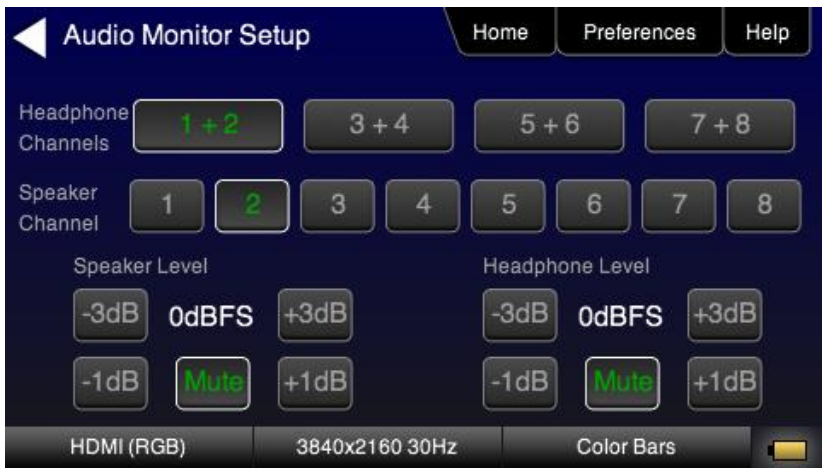 Audio Monitor Setup Home Preferences Help
Headphone Channels 1 + 2 3 + 4 5 + 6 7 + 8
Speaker Channel 1 2 3 4 5 6 7 8
Speaker Level Headphone Level
-3dB 0dBFS +3dB -3dB 0dBFS +3dB
-1dB Mute +1dB -1dB Mute +1dB
HDMI (RGB) 3840x2160 30Hz Color Bars